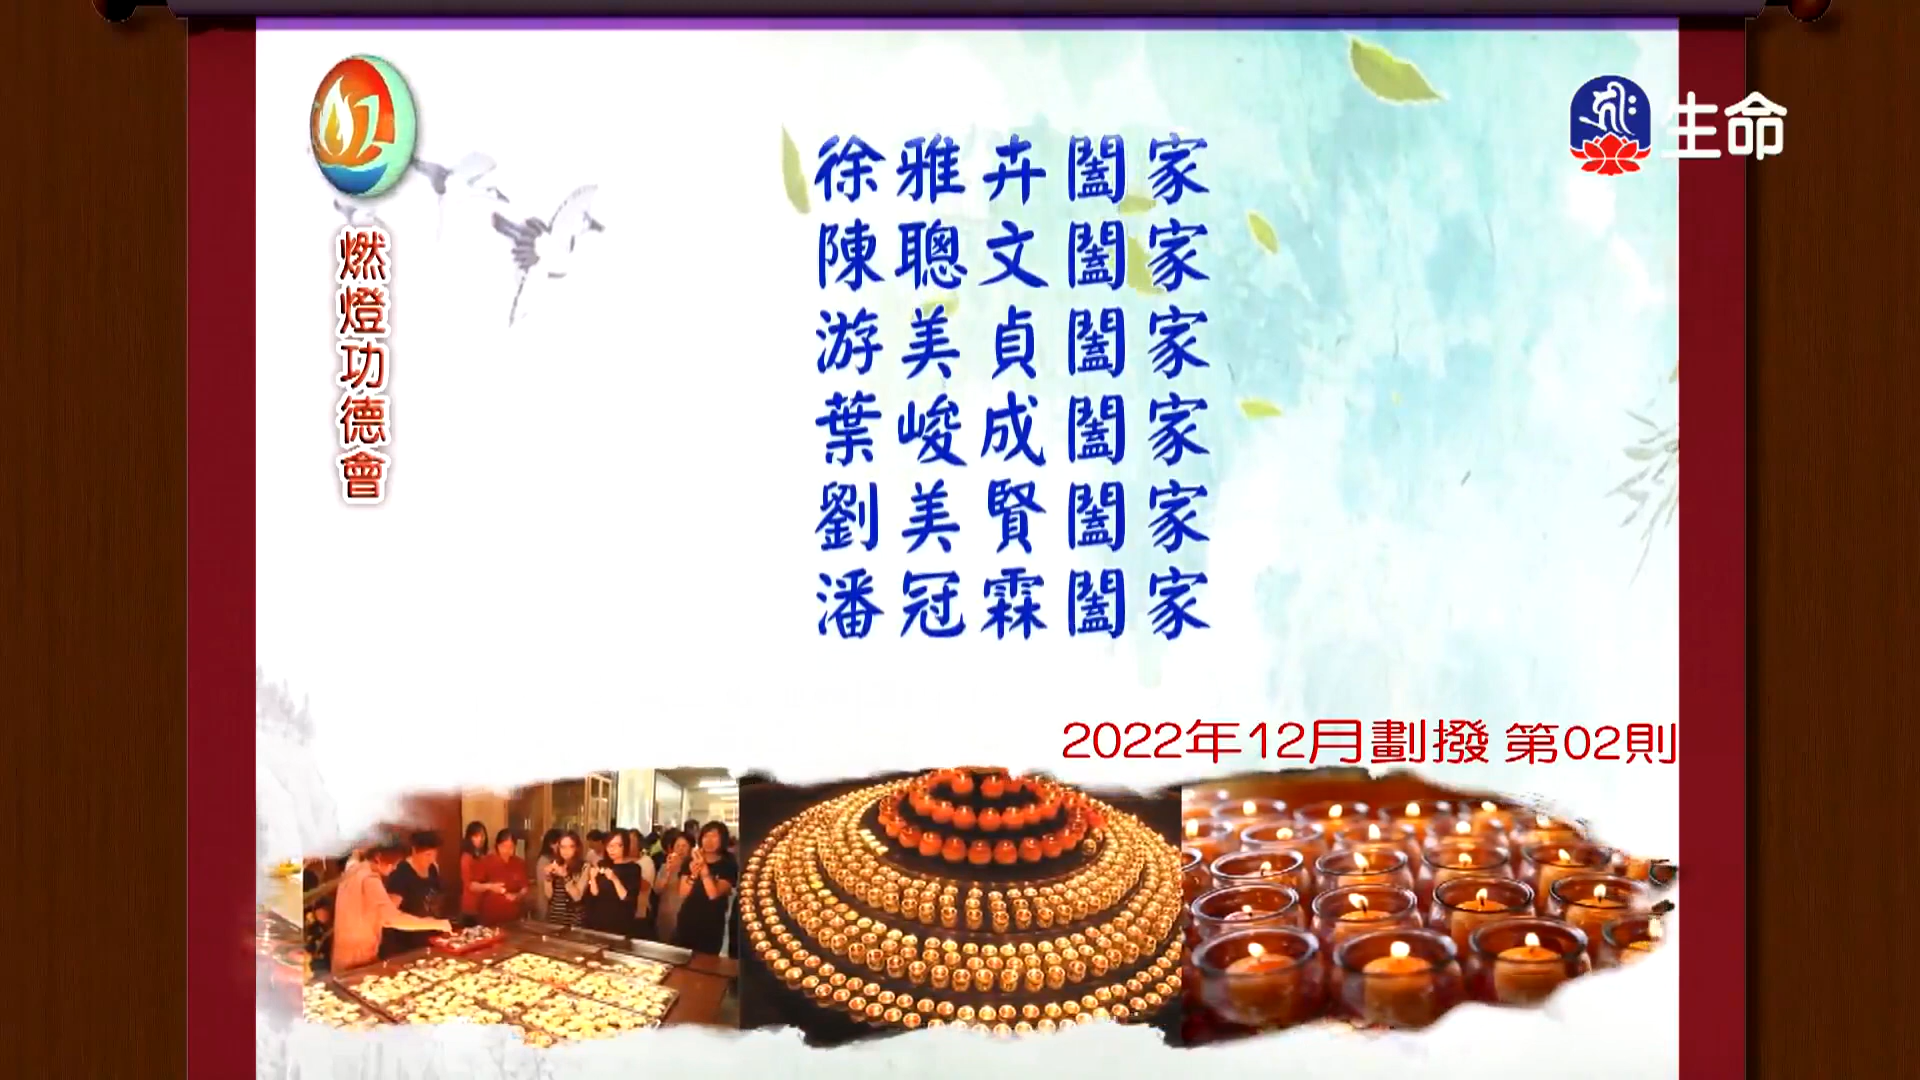 燃燈功德會
生命
徐雅卉闔家
陳聰文闔家
游美貞闔家
葉峻成闔家
劉美賢闔家
潘冠霖闔家
2022年12月劃撥 第02則